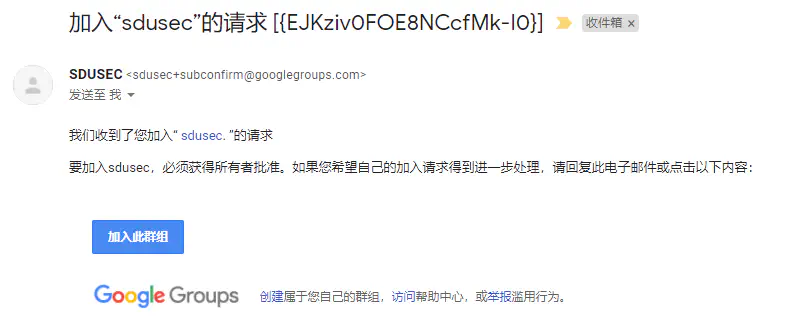 加入“sdusec”的请求 [{EJKziv0FOE8NCcfMk-I0}] 收件箱 ×
SDUSEC <sdusec+subconfirm@googlegroups.com>
发送至 我
我们收到了您加入“ sdusec. ”的请求
要加入sdusec，必须获得所有者批准。如果您希望自己的加入请求得到进一步处理，请回复此电子邮件或点击以下内容：
加入此群组
Google Groups 创建属于您自己的群组，访问帮助中心，或举报滥用行为。